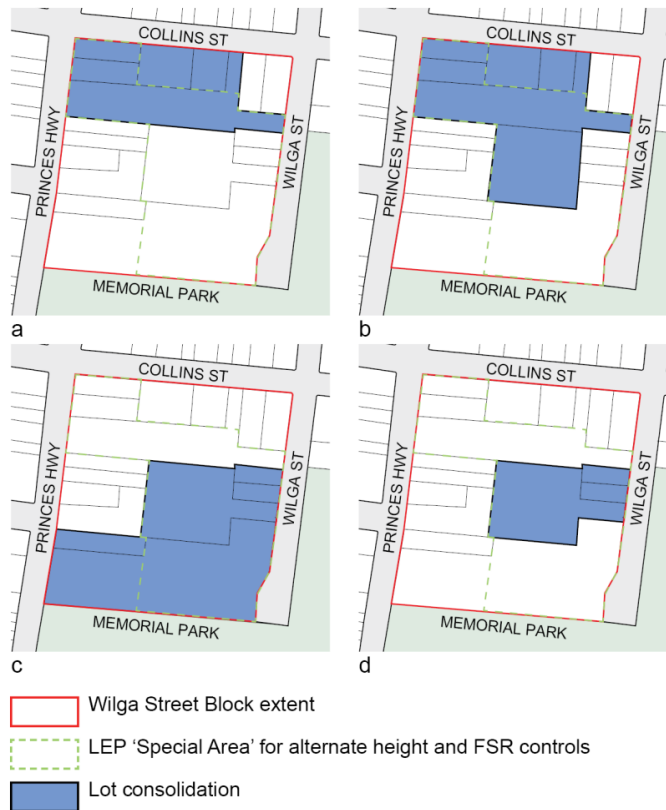 COLLINS ST
PRINCES HWY
WILGA ST
MEMORIAL PARK
a
COLLINS ST
PRINCES HWY
WILGA ST
MEMORIAL PARK
b
COLLINS ST
PRINCES HWY
WILGA ST
MEMORIAL PARK
c
COLLINS ST
PRINCES HWY
WILGA ST
MEMORIAL PARK
d
Wilga Street Block extent
LEP 'Special Area' for alternate height and FSR controls
Lot consolidation